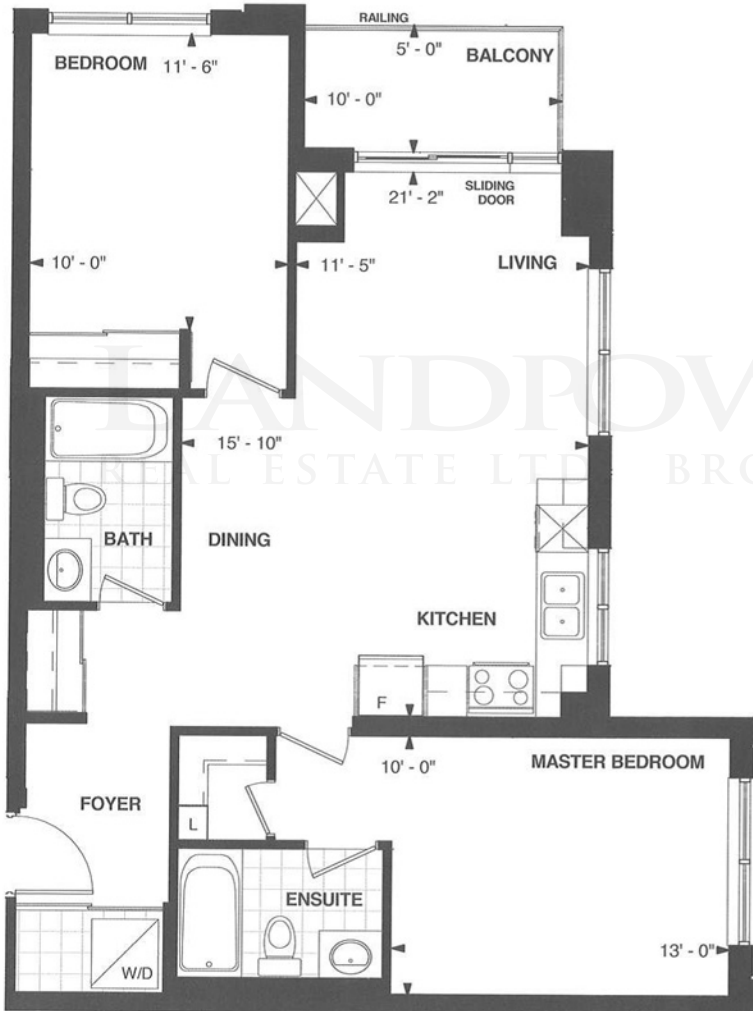 RAILING
BEDROOM 11' - 6"
5' - 0"
BALCONY
10' - 0"
21' - 2"
SLIDING
DOOR
10' - 0"
11' - 5"
LIVING
LANDPOW
15' - 10"
REAL ESTATE LTD BRO
BATH
DINING
KITCHEN
F
10' - 0"
MASTER BEDROOM
FOYER
L
ENSUITE
W/D
13' - 0"